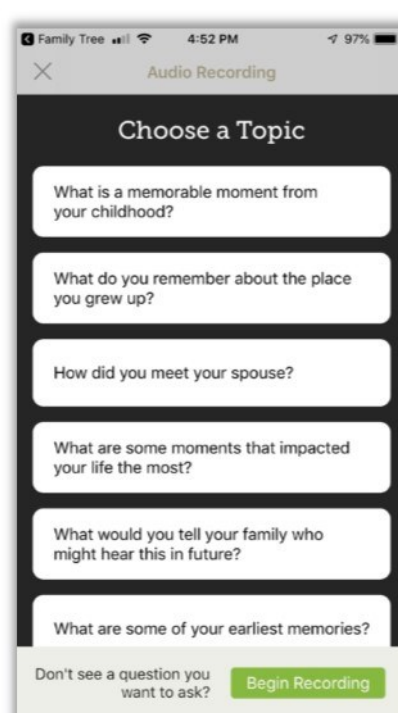 Family Tree 4:52 PM 97%
Audio Recording
Choose a Topic
What is a memorable moment from
your childhood?
What do you remember about the place
you grew up?
How did you meet your spouse?
What are some moments that impacted
your life the most?
What would you tell your family who
might hear this in future?
What are some of your earliest memories?
Don't see a question you
want to ask?
Begin Recording